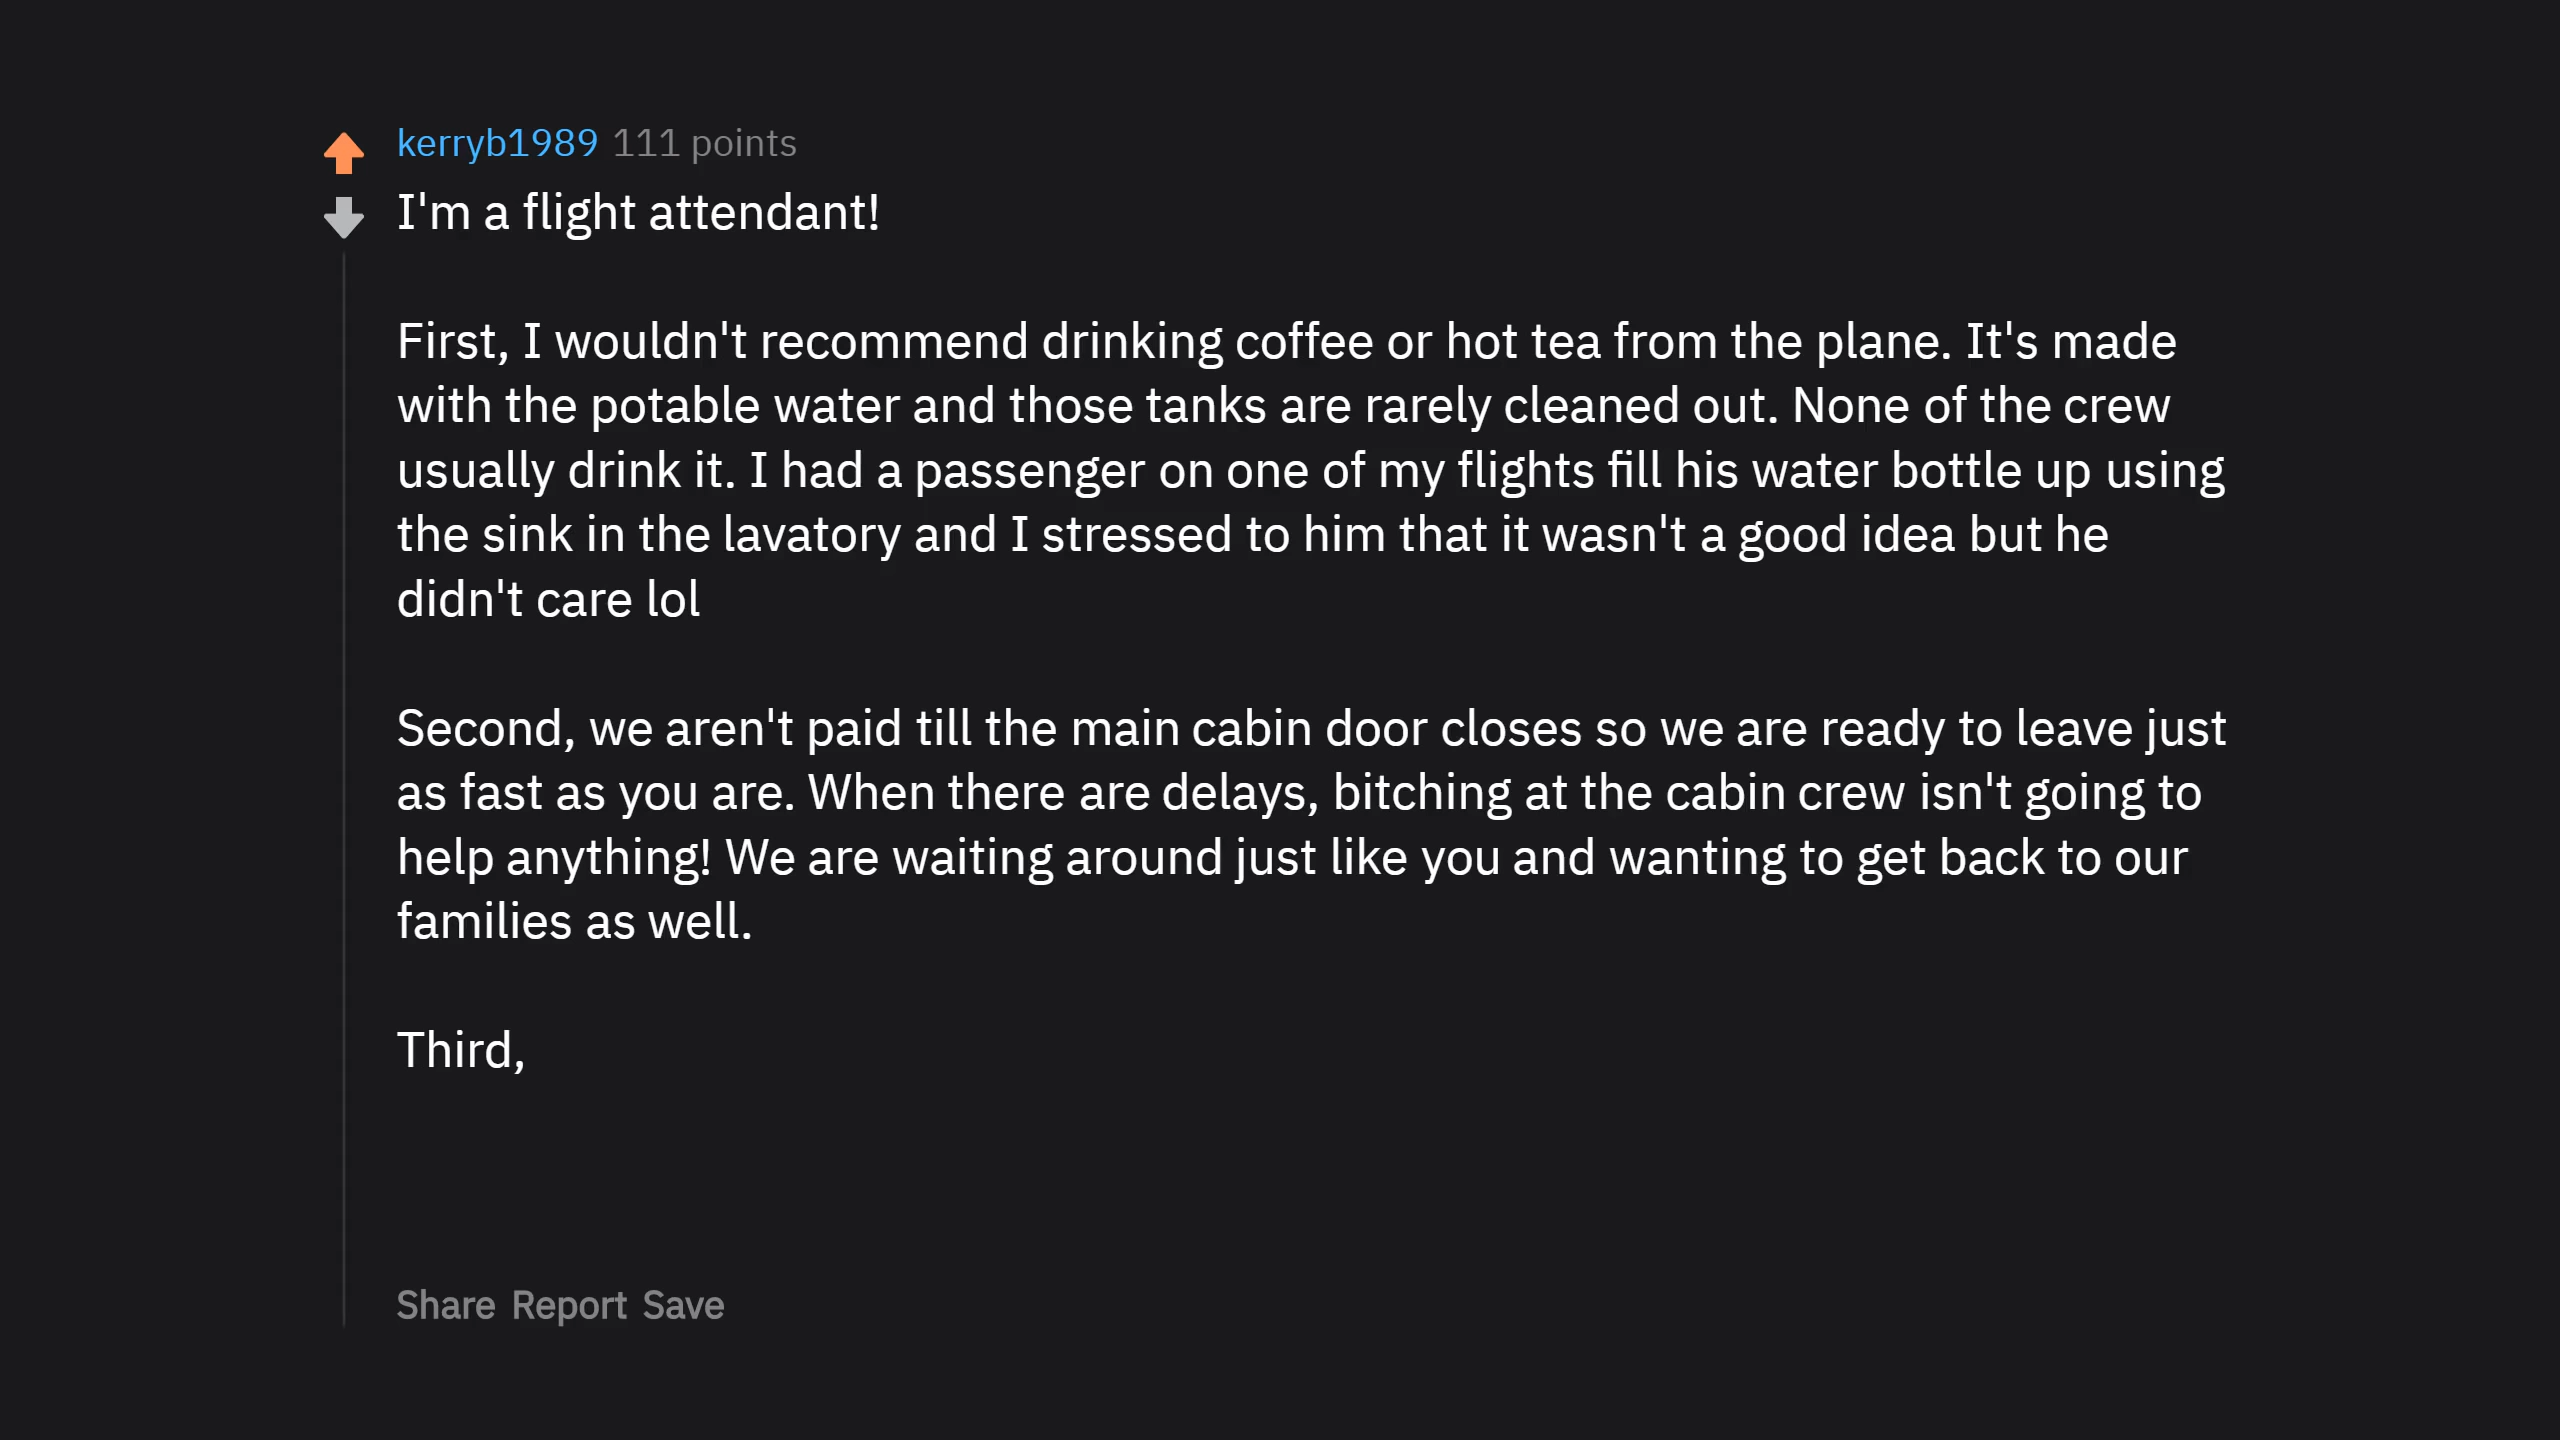 kerryb1989 111 points
I'm a flight attendant!
First, I wouldn't recommend drinking coffee or hot tea from the plane. It's made
with the potable water and those tanks are rarely cleaned out. None of the crew
usually drink it. I had a passenger on one of my flights fill his water bottle up using
the sink in the lavatory and I stressed to him that it wasn't a good idea but he
didn't care lol
Second, we aren't paid till the main cabin door closes so we are ready to leave just
as fast as you are. When there are delays, bitching at the cabin crew isn't going to
help anything! We are waiting around just like you and wanting to get back to our
families as well.
Third,
Share Report Save